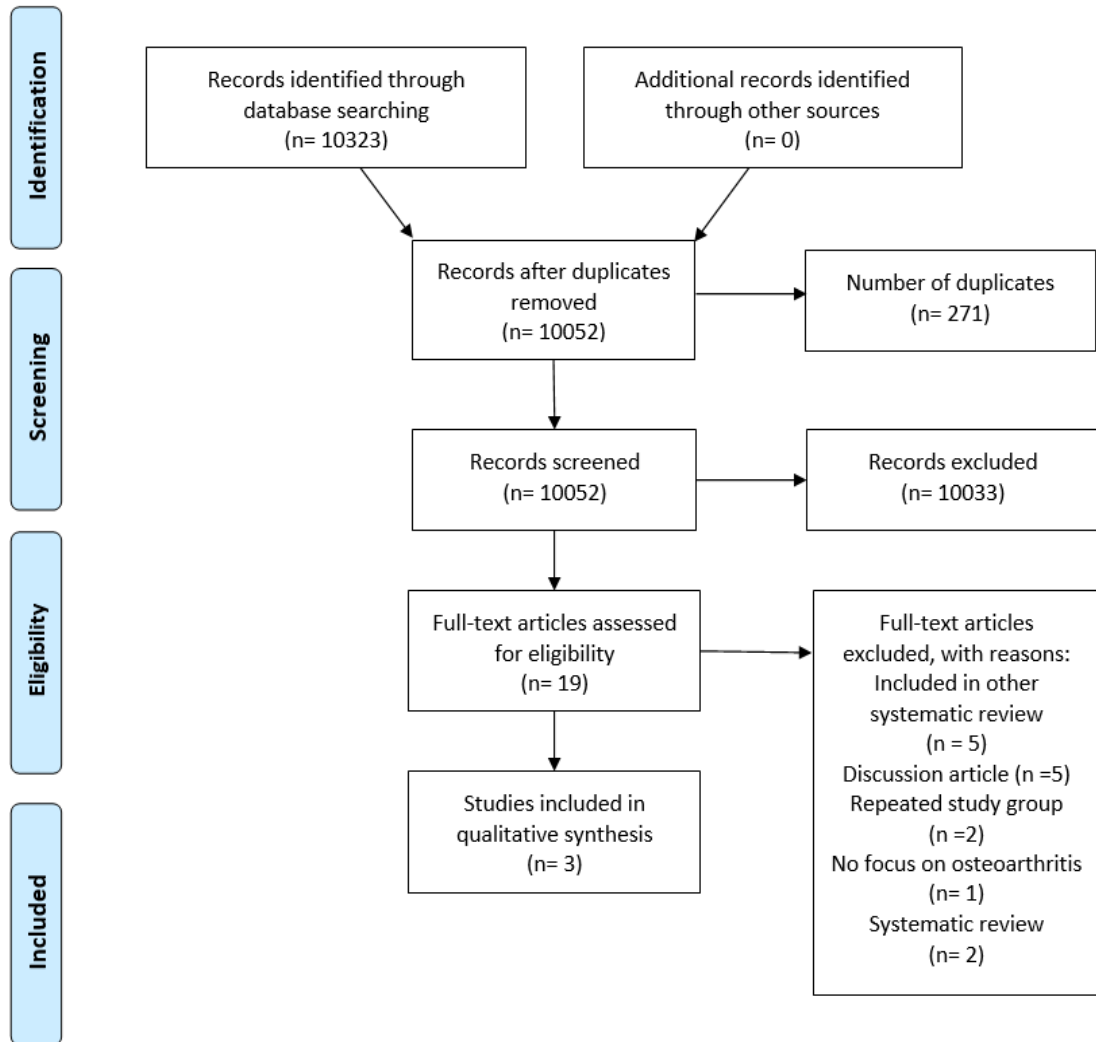 Identification
Records identified through
database searching
(n= 10323)
Additional records identified
through other sources
(n= 0)
Screening
Records after duplicates
removed
(n= 10052)
Number of duplicates
(n= 271)
Records screened
(n= 10052)
Records excluded
(n= 10033)
Eligibility
Full-text articles assessed
for eligibility
(n= 19)
Full-text articles
excluded, with reasons:
Included in other
systematic review
(n = 5)
Discussion article (n =5)
Repeated study group
(n =2)
No focus on osteoarthritis
(n= 1)
Systematic review
(n= 2)
Included
Studies included in
qualitative synthesis
(n= 3)